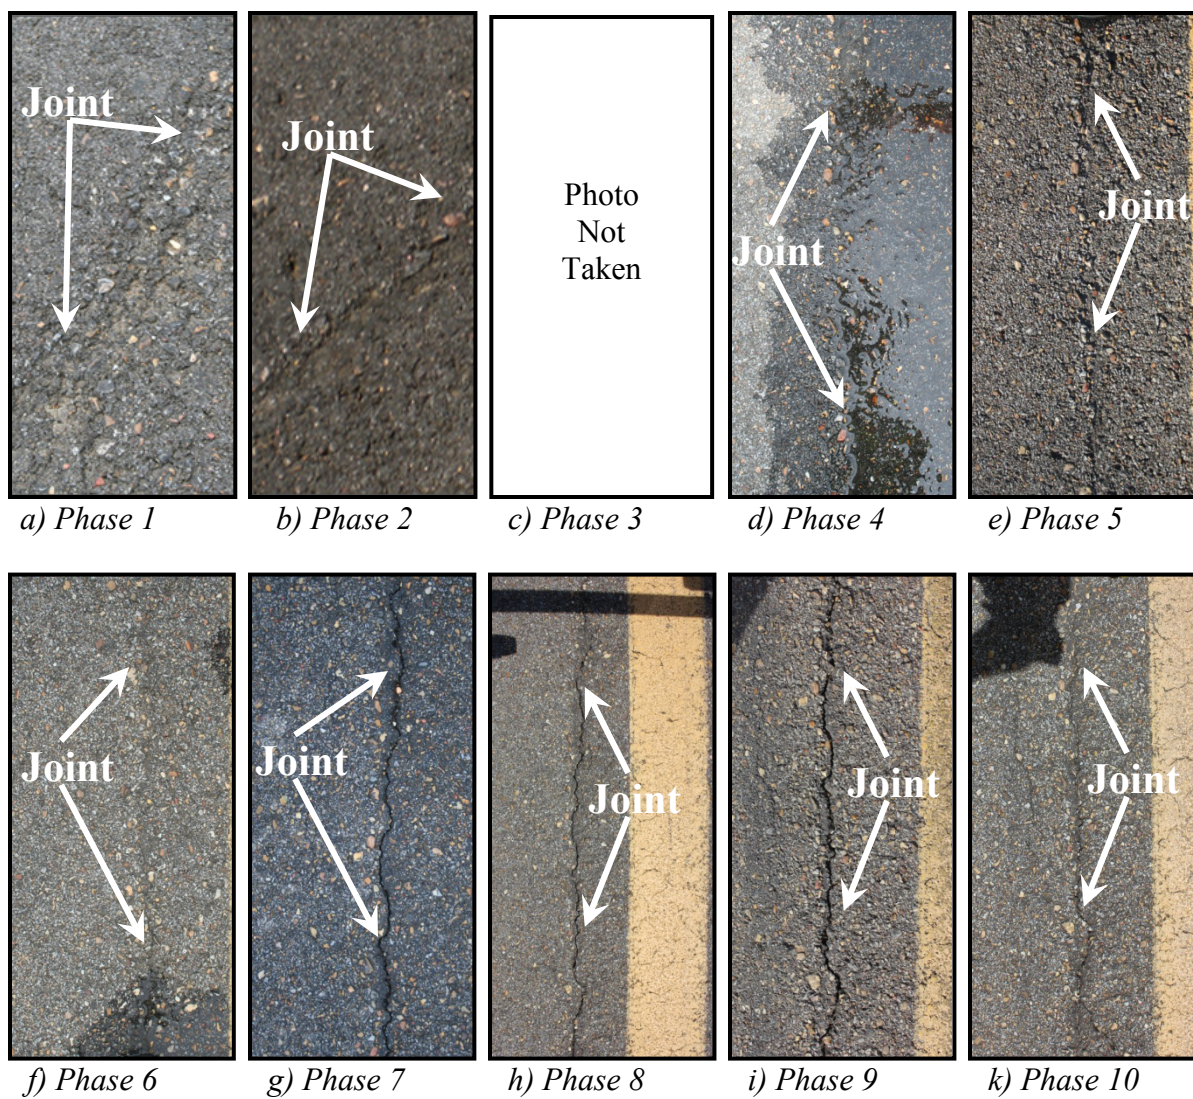 Joint
Joint
Photo
Not
Taken
Joint
Joint
a) Phase 1
b) Phase 2
c) Phase 3
d) Phase 4
e) Phase 5
Joint
Joint
Joint
Joint
Joint
f) Phase 6
g) Phase 7
h) Phase 8
i) Phase 9
k) Phase 10